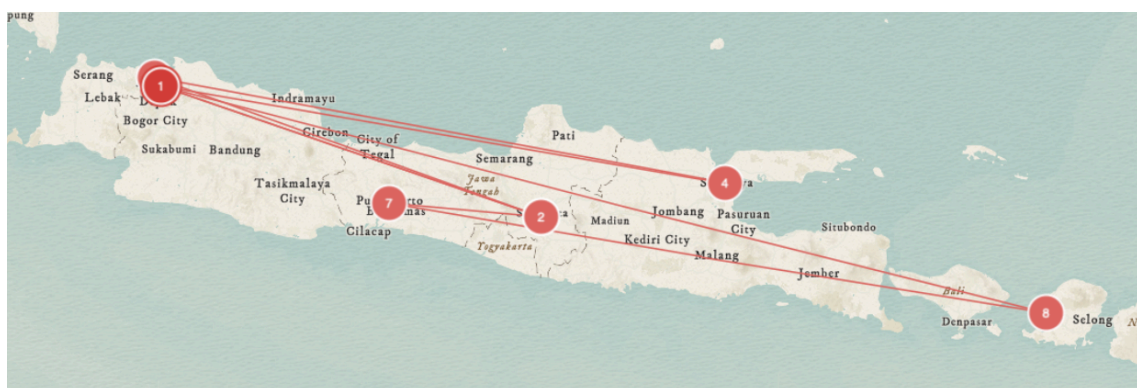 pung
Serang
1
Lebak
Bogor City
Indramayu
Cirebon
City of
Tegal
Pati
Sukabumi
Bandung
Semarang
Jawa
Tengah
Tasikmalaya
City
4
7
2
Cilacap
Yogyakarta
Madiun
Jombang
Pasuruan
City
Situbondo
Kediri City
Malang
Jember
Bali
8
Denpasar
Selong
N